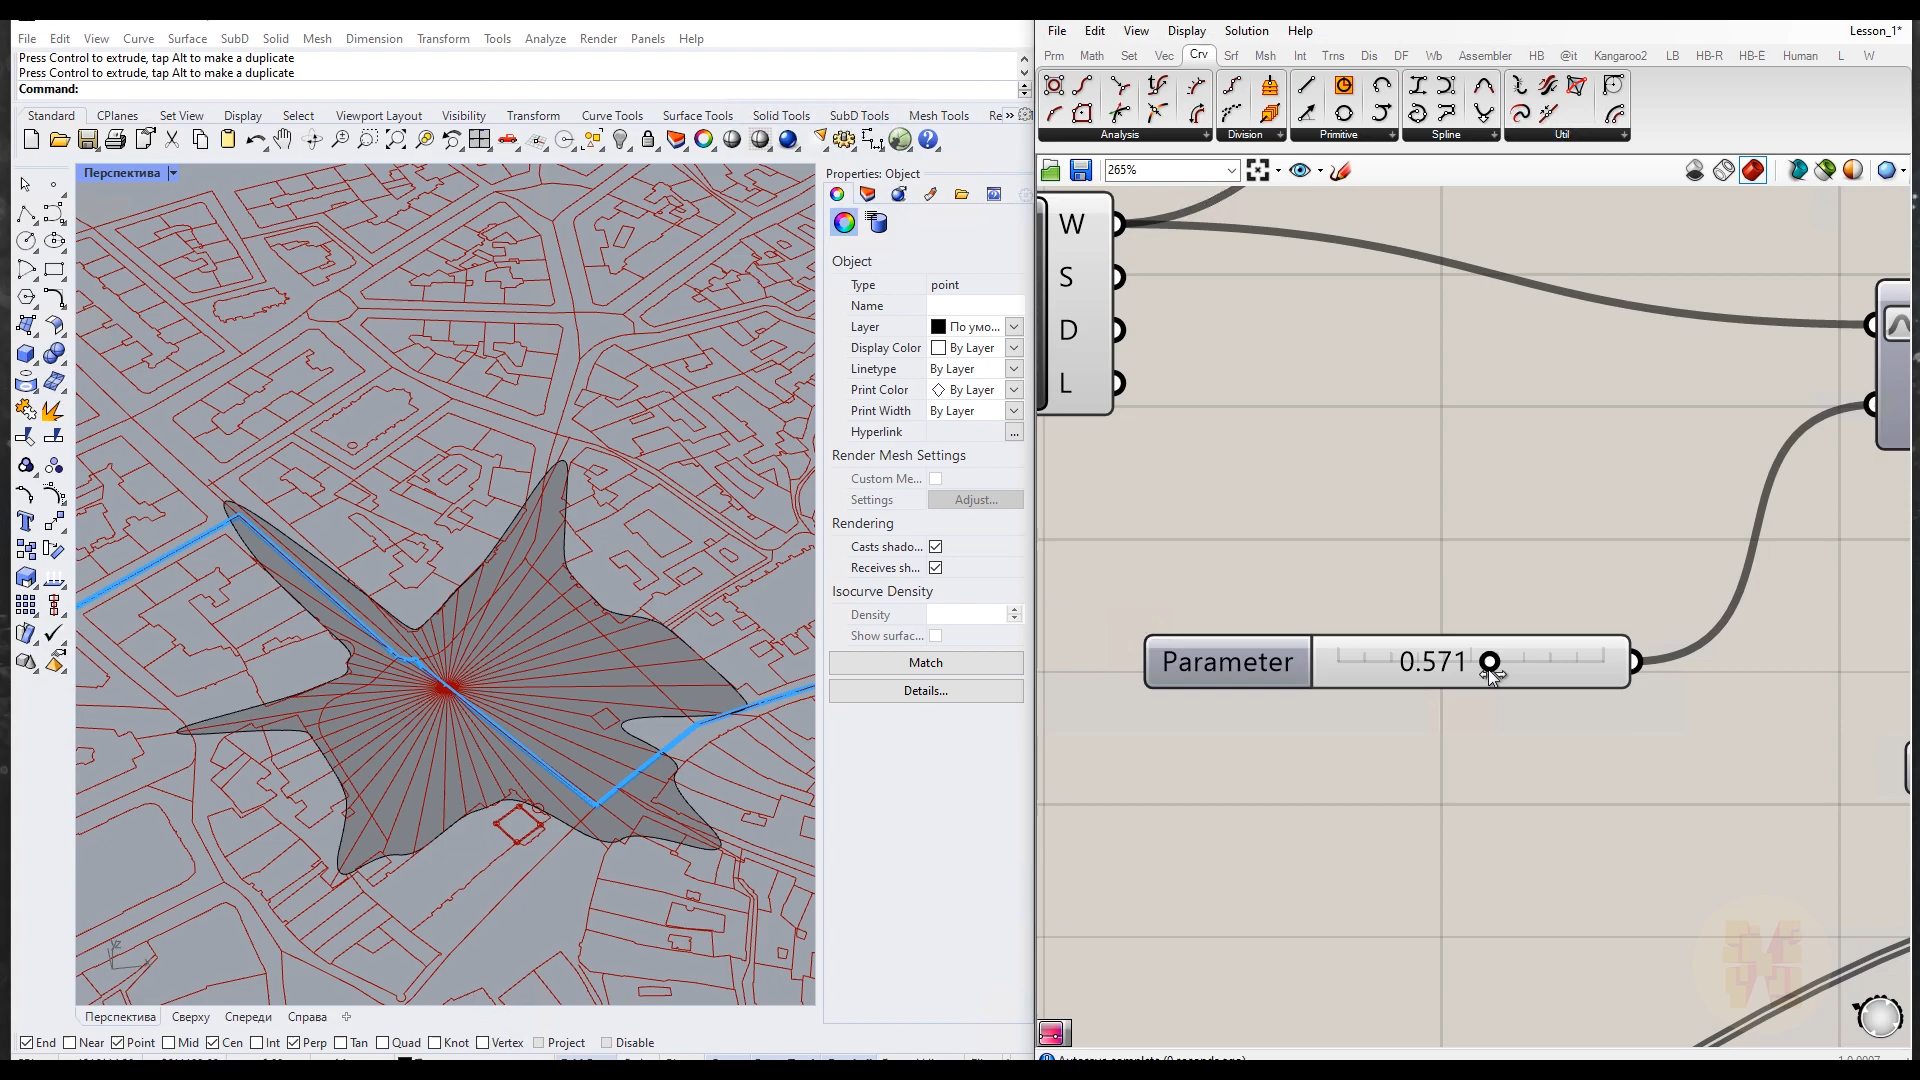 File Edit View Curve Surface SubD Solid Mesh Dimension Transform Tools Analyze Render Panels Help
Press Control to extrude, tap Alt to make a duplicate
Press Control to extrude, tap Alt to make a duplicate
Command:
Standard CPlanes Set View Display Select Viewport Layout Visibility Transform Curve Tools Surface Tools Solid Tools SubD Tools Mesh Tools Re »
Перспектива
Properties: Object
Object
Type point
Name
Layer По умо...
Display Color By Layer
Linetype By Layer
Print Color By Layer
Print Width By Layer
Hyperlink ...
Render Mesh Settings
Custom Me...
Settings Adjust...
Rendering
Casts shado...
Receives sh...
Isocurve Density
Density
Show surfac...
Match
Details...
Перспектива Сверху Спереди Справа
End Near Point Mid Cen Int Perp Tan Quad Knot Vertex Project Disable
File Edit View Display Solution Help
Lesson_1*
Prm Math Set Vec Crv Srf Msh Int Trns Dis DF Wb Assembler HB @it Kangaroo2 LB HB-R HB-E Human L W
Analysis Division Primitive Spline Util
265%
W
S
D
L
Parameter 0.571